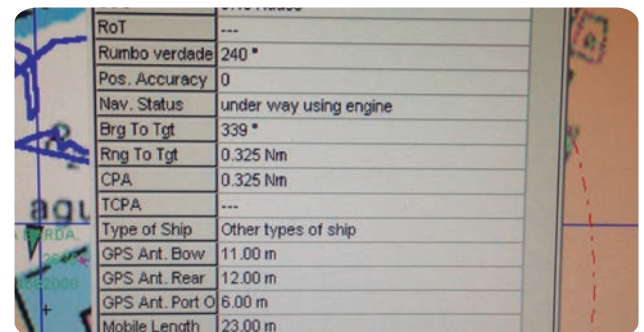 RoT ---
Rumbo verdade 240 °
Pos. Accuracy 0
Nav. Status under way using engine
Brg To Tgt 339 °
Rng To Tgt 0.325 Nm
CPA 0.325 Nm
TCPA ---
Type of Ship Other types of ship
GPS Ant. Bow 11.00 m
GPS Ant. Rear 12.00 m
GPS Ant. Port O 6.00 m
Mobile Length 23.00 m
agu